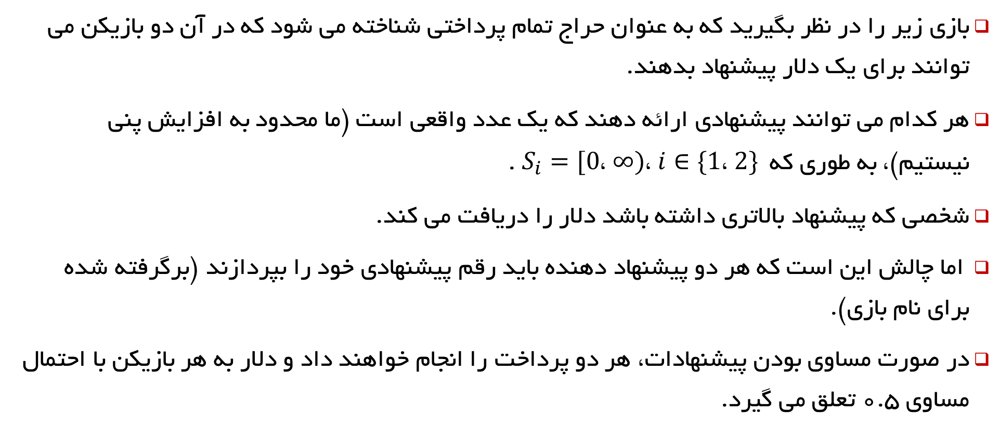 ❑ بازی زیر را در نظر بگیرید که به عنوان حراج تمام پرداختی شناخته می شود که در آن دو بازیکن می
توانند برای یک دلار پیشنهاد بدهند.
❑ هر کدام می توانند پیشنهادی ارائه دهند که یک عدد واقعی است (ما محدود به افزایش پنی
نیستیم)، به طوری که S_i = [0، ∞)، i ∈ {1، 2} .
❑ شخصی که پیشنهاد بالاتری داشته باشد دلار را دریافت می کند.
❑ اما چالش این است که هر دو پیشنهاد دهنده باید رقم پیشنهادی خود را بپردازند (برگرفته شده
برای نام بازی).
❑ در صورت مساوی بودن پیشنهادات، هر دو پرداخت را انجام خواهند داد و دلار به هر بازیکن با احتمال
مساوی ۰.۵ تعلق می گیرد.